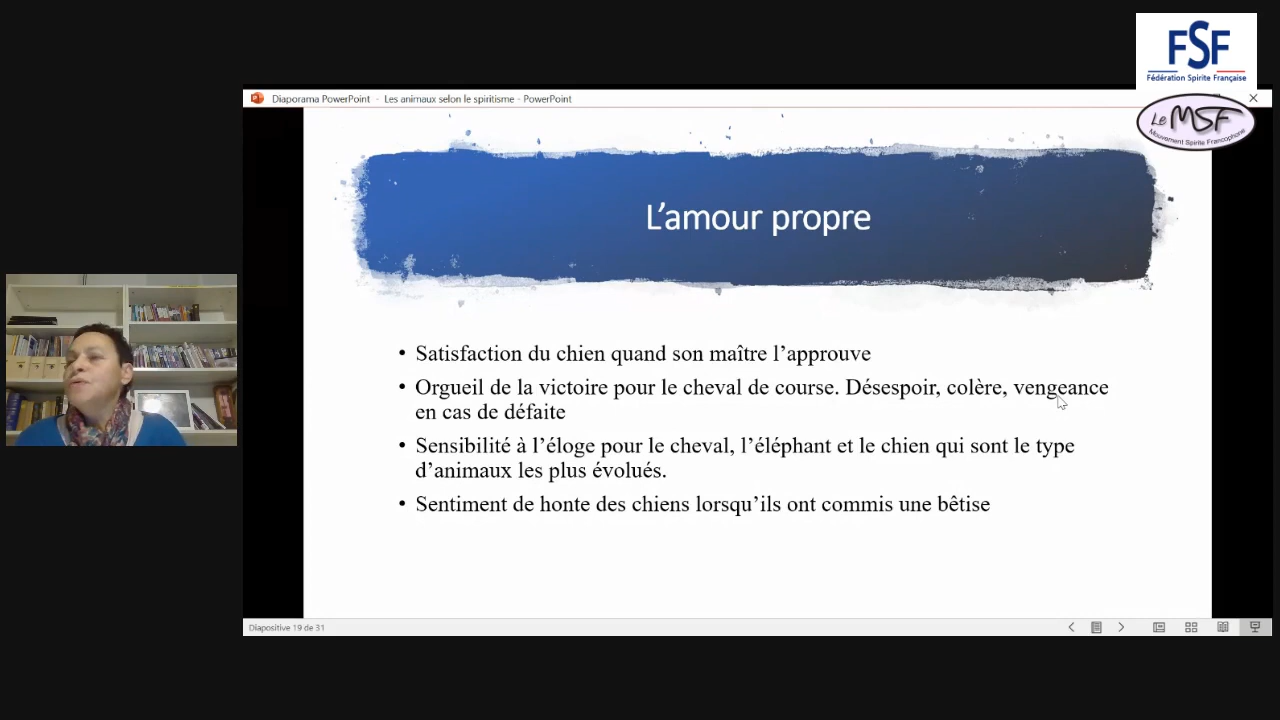 FSF
Fédération Spirite Française
Diaporama PowerPoint - Les animaux selon le spiritisme - PowerPoint
Le MSF
Mouvement Spirite Francophone
L'amour propre
• Satisfaction du chien quand son maître l'approuve
• Orgueil de la victoire pour le cheval de course. Désespoir, colère, vengeance
en cas de défaite
• Sensibilité à l'éloge pour le cheval, l'éléphant et le chien qui sont le type
d'animaux les plus évolués.
• Sentiment de honte des chiens lorsqu'ils ont commis une bêtise
Diapositive 19 de 31